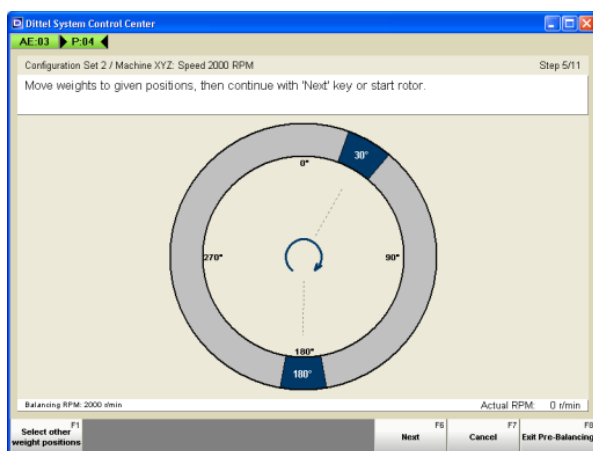 Dittel System Control Center
AE:03 P:04
Configuration Set 2 / Machine XYZ: Speed 2000 RPM Step 5/11
Move weights to given positions, then continue with 'Next' key or start rotor.
30°
0°
270° 90°
180°
180°
Balancing RPM: 2000 r/min Actual RPM: 0 r/min
F1 F6 F7 F8
Select other
weight positions Next Cancel Exit Pre-Balancing